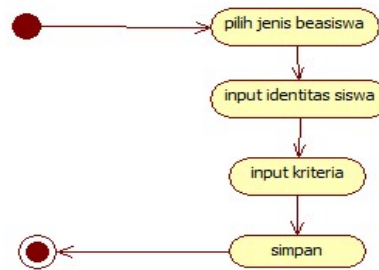 pilih jenis beasiswa
input identitas siswa
input kriteria
simpan